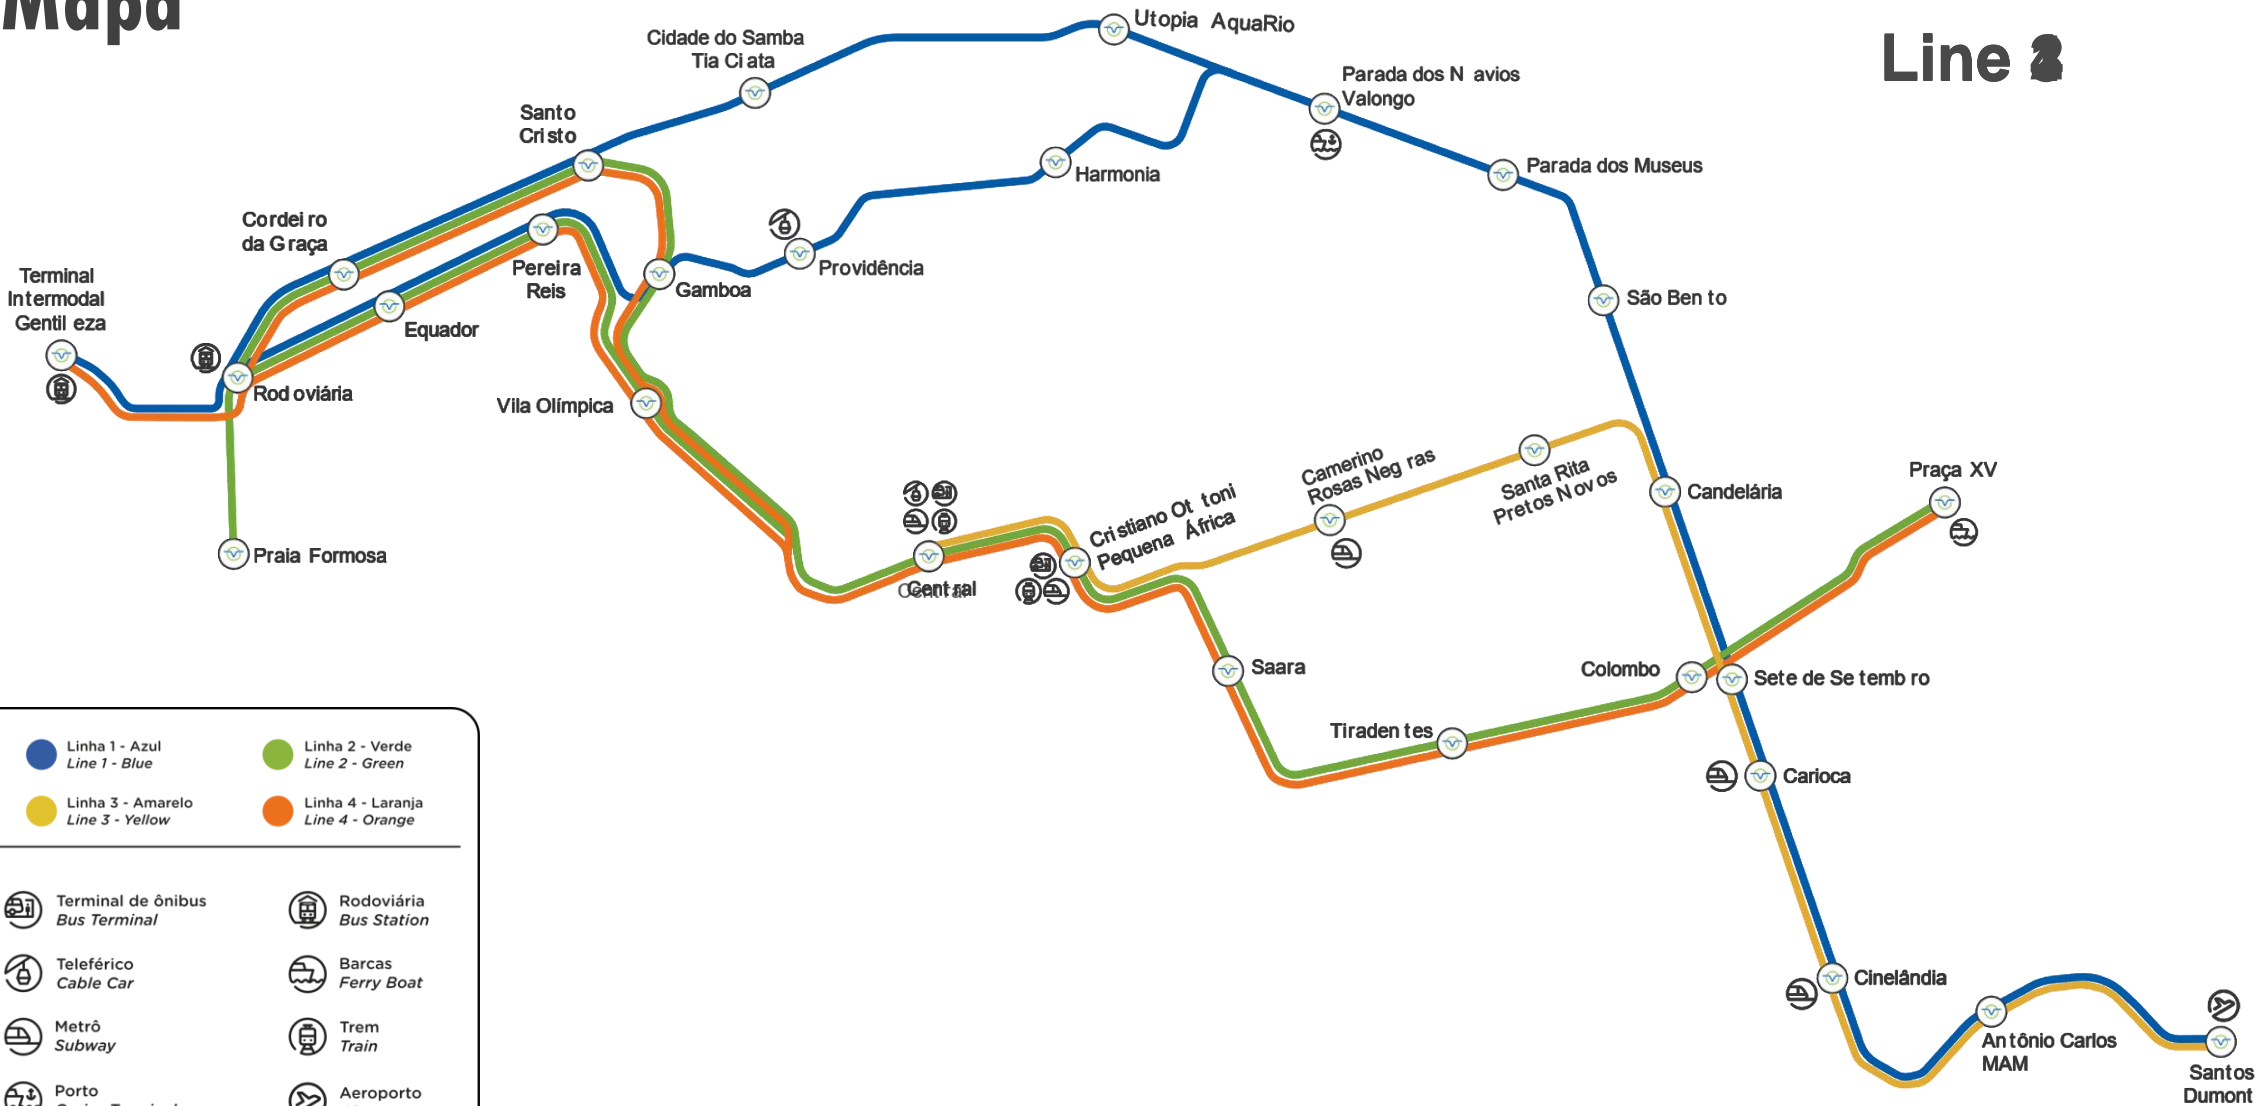 Mapa
Line
Utopia AquaRio
Cidade do Samba
Tia Ciata
Parada dos Navios
Valongo
Santo
Cristo
Parada dos Museus
Harmonia
Cordeiro
da Graça
Pereira
Reis
Providência
Gamboa
Terminal
Intermodal
Gentileza
São Bento
Equador
Rodoviária
Vila Olímpica
Camerino
Rosas Negras
Santa Rita
Pretos Novos
Candelária
Praça XV
Cristiano Ottoni
Pequena África
Praia Formosa
Central
Saara
Colombo
Sete de Setembro
Tiradentes
Carioca
Cinelândia
Antônio Carlos
MAM
Santos
Dumont
Linha 1 - Azul
Line 1 - Blue
Linha 2 - Verde
Line 2 - Green
Linha 3 - Amarelo
Line 3 - Yellow
Linha 4 - Laranja
Line 4 - Orange
Terminal de ônibus
Bus Terminal
Rodoviária
Bus Station
Teleférico
Cable Car
Barcas
Ferry Boat
Metrô
Subway
Trem
Train
Porto
Aeroporto